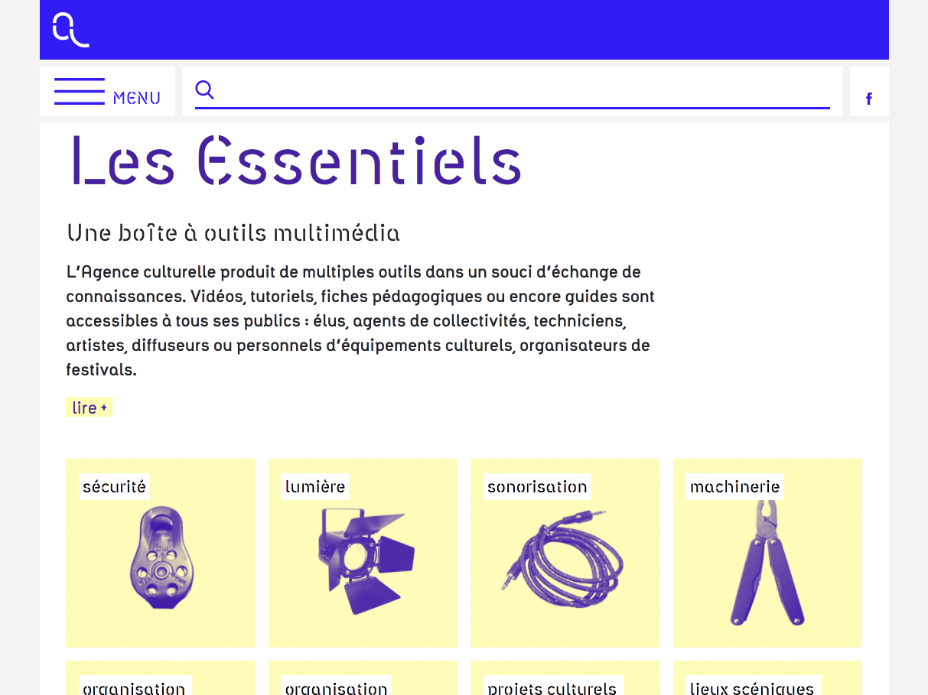 MENU
f
Les Essentiels
Une boîte à outils multimédia
L'Agence culturelle produit de multiples outils dans un souci d'échange de
connaissances. Vidéos, tutoriels, fiches pédagogiques ou encore guides sont
accessibles à tous ses publics : élus, agents de collectivités, techniciens,
artistes, diffuseurs ou personnels d'équipements culturels, organisateurs de
festivals.
lire +
sécurité
lumière
sonorisation
machinerie
organisation
organisation
projets culturels
lieux scéniques